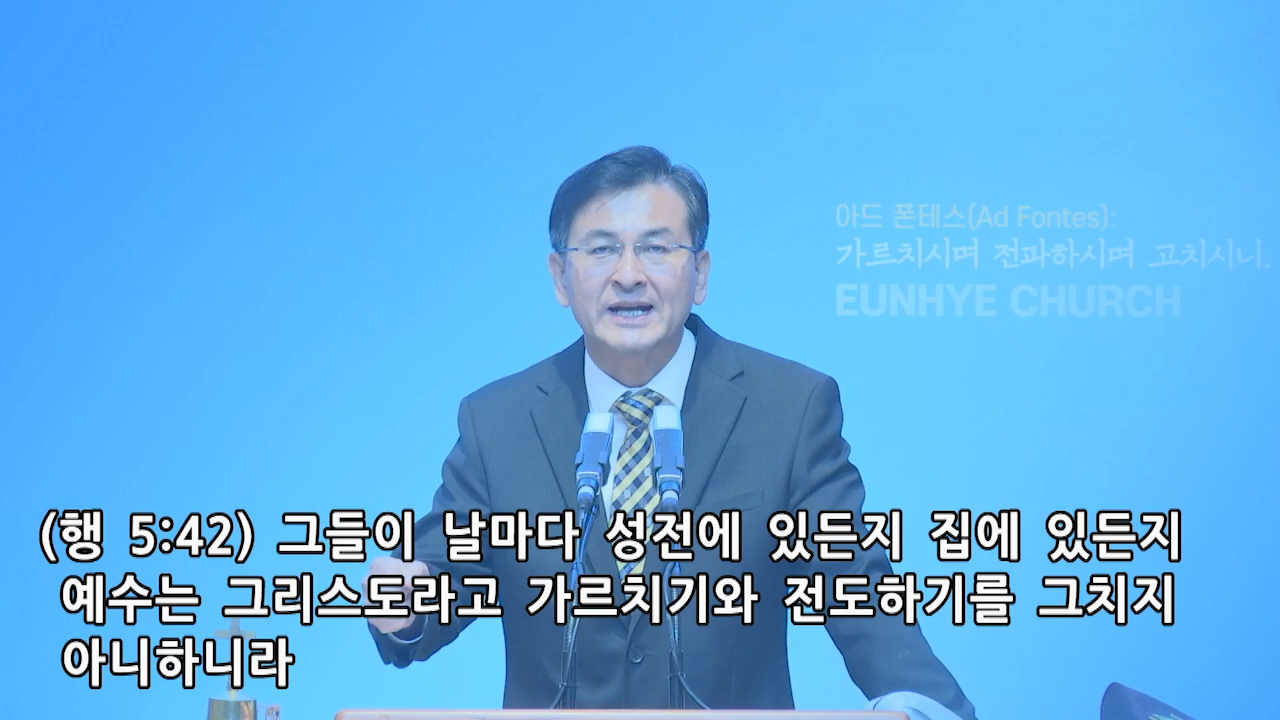 아드 폰테스(Ad Fontes):
가르치시며 전파하시며 고치시니.
EUNHYE CHURCH
(행 5:42) 그들이 날마다 성전에 있든지 집에 있든지
예수는 그리스도라고 가르치기와 전도하기를 그치지
아니하니라